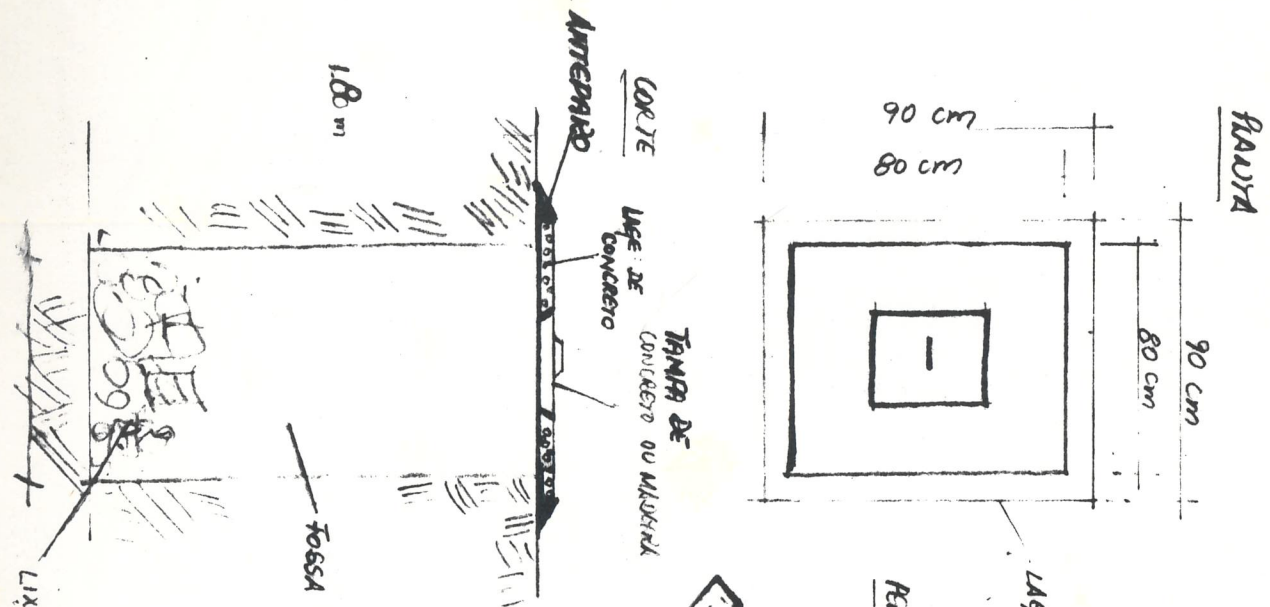 PLANTA
90 cm
80 cm
90 cm
80 cm
CORTE
ANTEPARO
LAGE DE
CONCRETO
TAMPA DE
CONCRETO OU MADEIRA
1.80 m
FOSSA